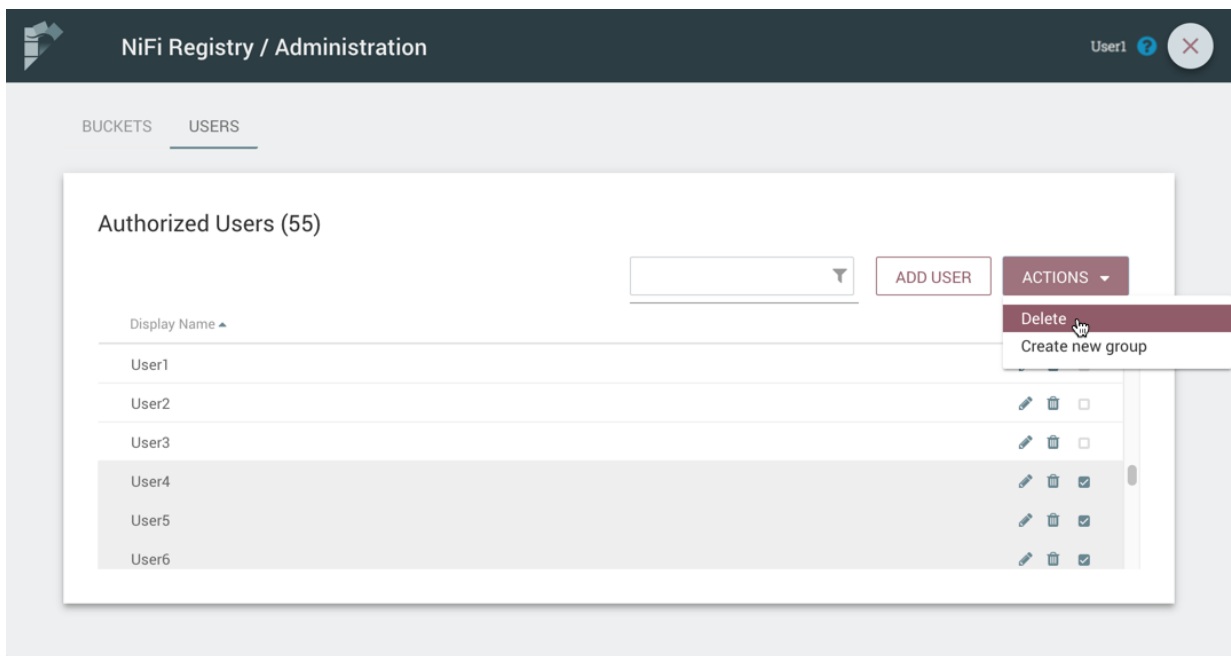 NiFi Registry / Administration
User1 ?
BUCKETS USERS
Authorized Users (55)
ADD USER ACTIONS
Delete
Create new group
Display Name
User1
User2
User3
User4
User5
User6